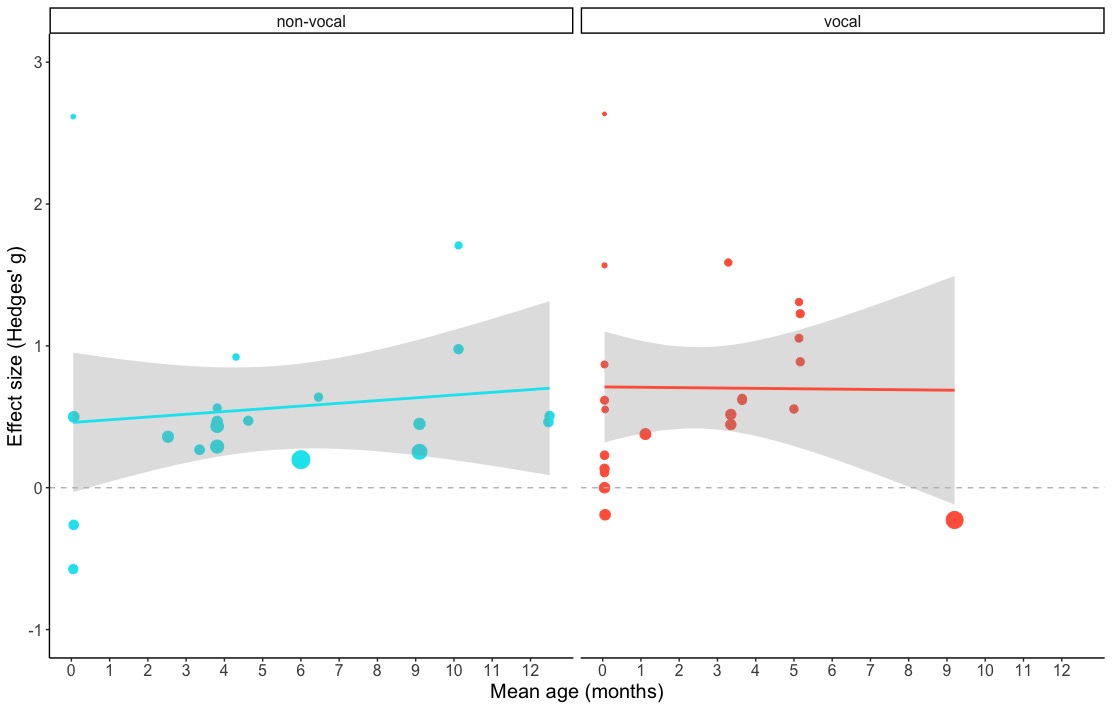 non-vocal
vocal
Effect size (Hedges' g)
3
2
1
0
-1
0 1 2 3 4 5 6 7 8 9 10 11 12
0 1 2 3 4 5 6 7 8 9 10 11 12
Mean age (months)